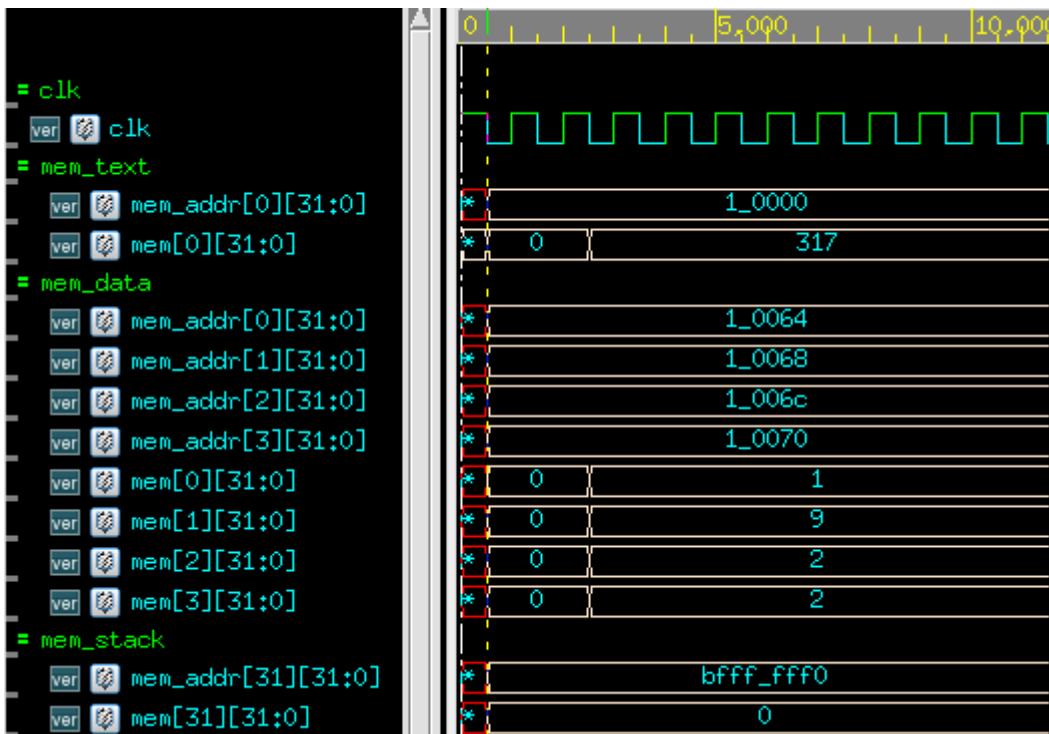 0 5,000 10,000
= clk
ver clk
= mem_text
ver mem_addr[0][31:0] * 1_0000
ver mem[0][31:0] * 0 317
= mem_data
ver mem_addr[0][31:0] * 1_0064
ver mem_addr[1][31:0] * 1_0068
ver mem_addr[2][31:0] * 1_006c
ver mem_addr[3][31:0] * 1_0070
ver mem[0][31:0] * 0 1
ver mem[1][31:0] * 0 9
ver mem[2][31:0] * 0 2
ver mem[3][31:0] * 0 2
= mem_stack
ver mem_addr[31][31:0] * bfff_fff0
ver mem[31][31:0] * 0